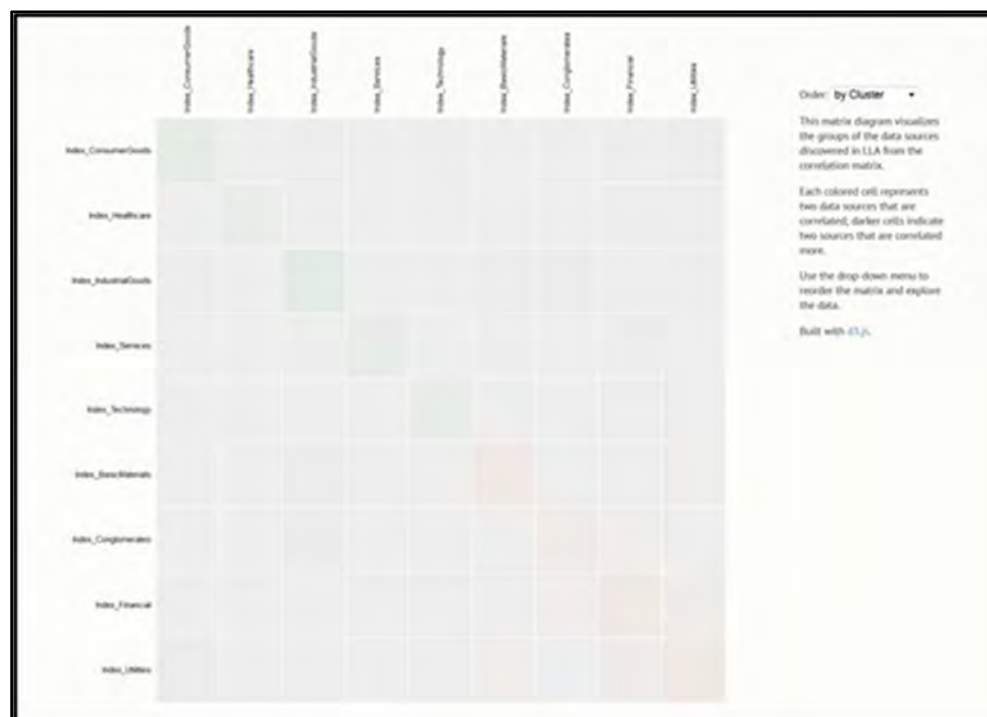 Index_ConsumerGoods
Index_Healthcare
Index_IndustrialGoods
Index_Services
Index_Technology
Index_BasicMaterials
Index_Conglomerates
Index_Financial
Index_Utilities
Order: by Cluster
This matrix diagram visualizes
the groups of the data sources
discovered in LLA from the
correlation matrix.
Each colored cell represents
two data sources that are
correlated; darker cells indicate
two sources that are correlated
more.
Use the drop-down menu to
reorder the matrix and explore
the data.
Built with d3.js.
Index_ConsumerGoods
Index_Healthcare
Index_IndustrialGoods
Index_Services
Index_Technology
Index_BasicMaterials
Index_Conglomerates
Index_Financial
Index_Utilities